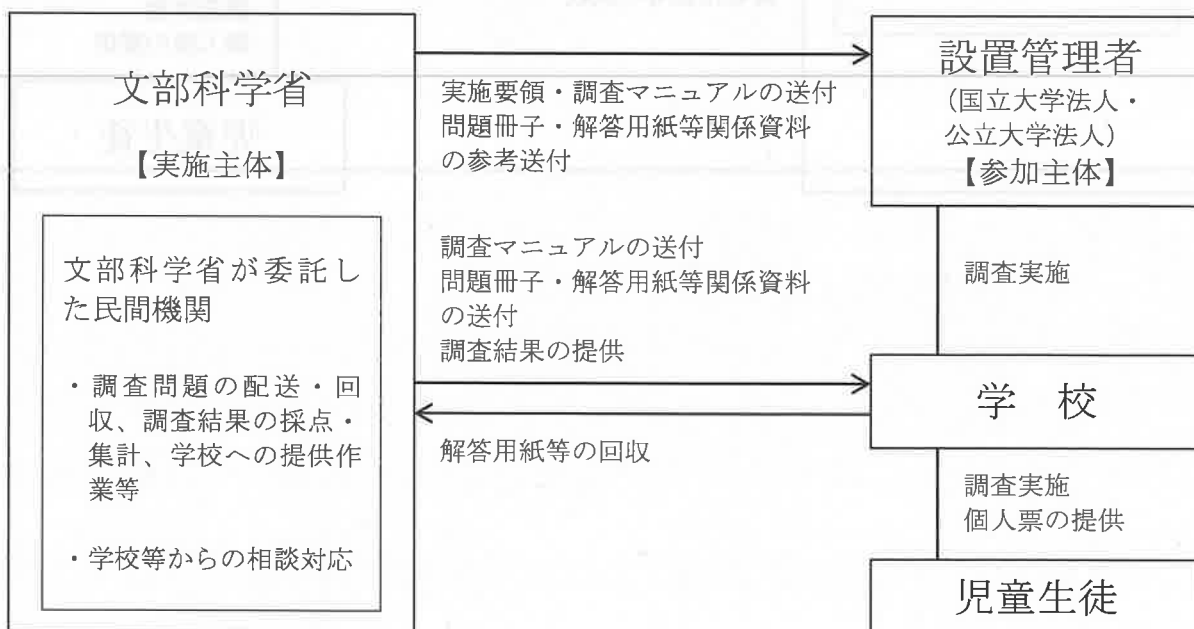 文部科学省
【実施主体】
文部科学省が委託し
た民間機関
・調査問題の配送・回
収、調査結果の採点・
集計、学校への提供作
業等
・学校等からの相談対応
実施要領・調査マニュアルの送付
問題冊子・解答用紙等関係資料
の参考送付
調査マニュアルの送付
問題冊子・解答用紙等関係資料
の送付
調査結果の提供
解答用紙等の回収
設置管理者
（国立大学法人・
公立大学法人）
【参加主体】
調査実施
学　校
調査実施
個人票の提供
児童生徒